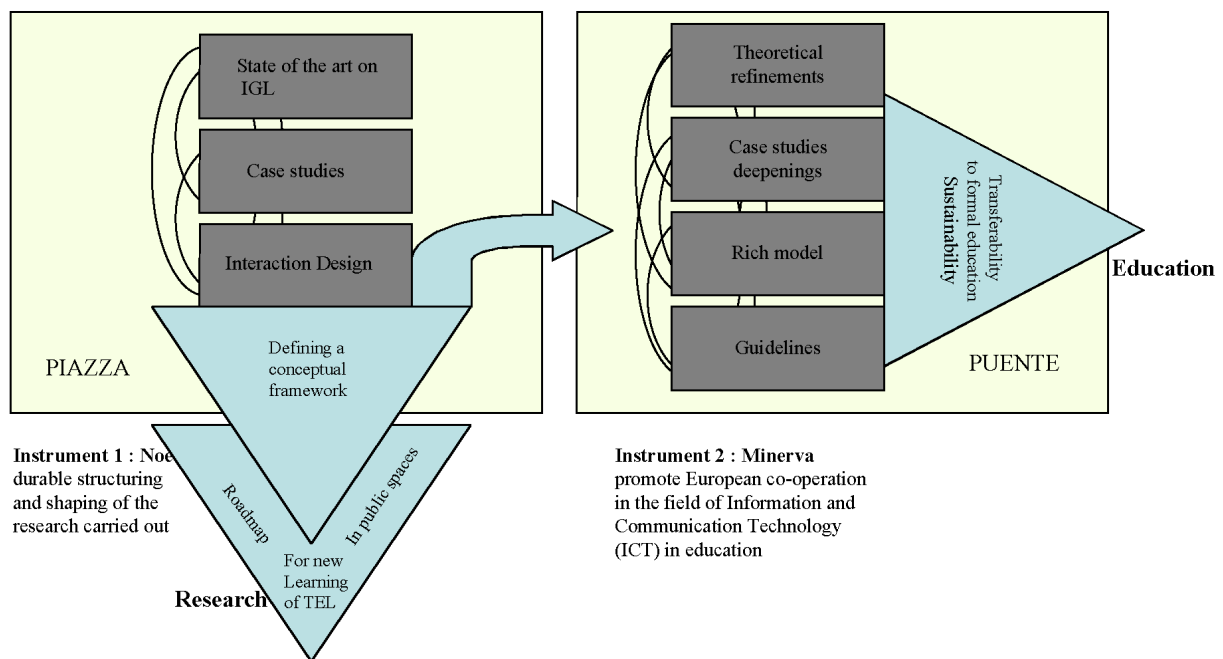 State of the art on
IGL
Case studies
Interaction Design
Defining a
conceptual
framework
PIAZZA
Instrument 1 : Noe
durable structuring
and shaping of the
research carried out
Roadmap
In public spaces
For new
Learning
of TEL
Research
Theoretical
refinements
Case studies
deepenings
Rich model
Guidelines
Transferability
to formal education
Sustainability
Education
PUENTE
Instrument 2 : Minerva
promote European co-operation
in the field of Information and
Communication Technology
(ICT) in education